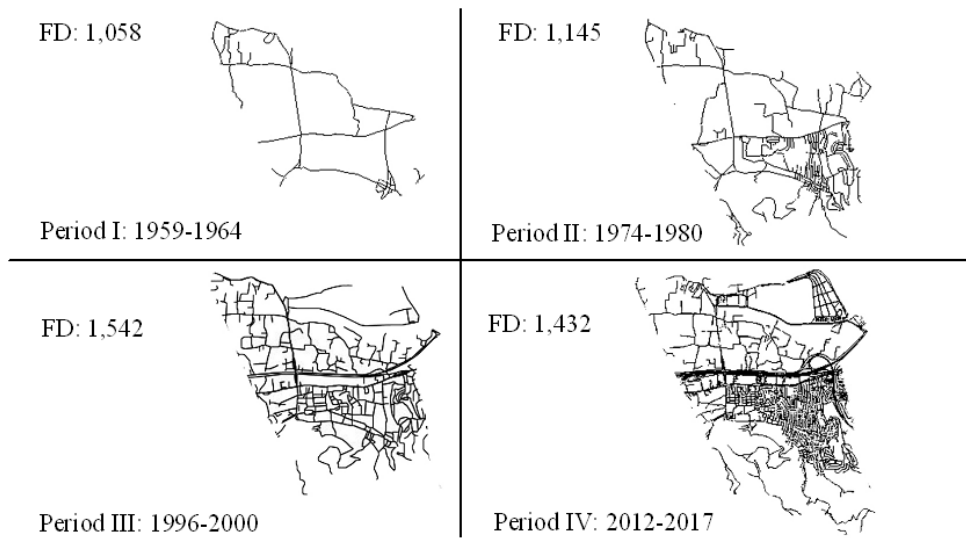 FD: 1,058
Period I: 1959-1964
FD: 1,145
Period II: 1974-1980
FD: 1,542
Period III: 1996-2000
FD: 1,432
Period IV: 2012-2017